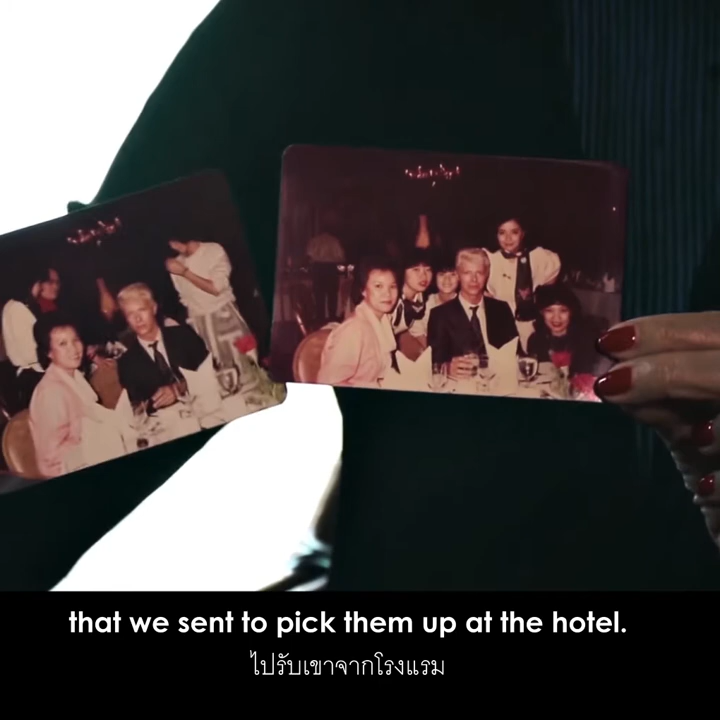 that we sent to pick them up at the hotel.
ไปรับเขาจากโรงแรม